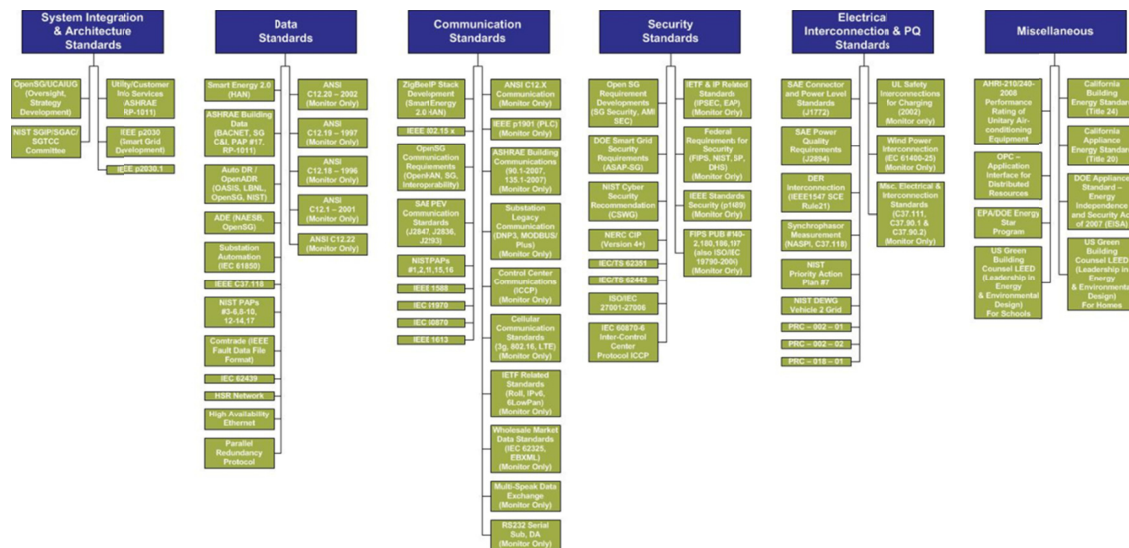 System Integration
& Architecture
Standards
OpenSG/UCAIUG
(Oversight,
Strategy
Development)
NIST SGIP/SGAC/
SGTCC
Committee
Utility/Customer
Info Services
ASHRAE
RP-1011)
IEEE p2030
(Smart Grid
Development)
IEEE p2030.1
Data
Standards
Smart Energy 2.0
(HAN)
ASHRAE Building
Data
(BACNET, SG
C&I, PAP #17,
RP-1011)
Auto DR /
OpenADR
(OASIS, LBNL,
OpenSG, NIST)
ADE (NAESB,
OpenSG)
Substation
Automation
(IEC 61850)
IEEE C37.118
NIST PAPs
#3-6,8-10,
12-14,17
Comtrade (IEEE
Fault Data File
Format)
IEC 62439
HSR Network
High Availability
Ethernet
Parallel
Redundancy
Protocol
ANSI
C12.20 – 2002
(Monitor Only)
ANSI
C12.19 – 1997
(Monitor Only)
ANSI
C12.18 – 1996
(Monitor Only)
ANSI
C12.1 – 2001
(Monitor Only)
ANSI C12.22
(Monitor Only)
Communication
Standards
ZigBeeIP Stack
Development
(Smart Energy
2.0 HAN)
IEEE 802.15.x
OpenSG
Communication
Requirements
(OpenHAN, SG,
Interoperability)
SAE PEV
Communication
Standards
(J2847, J2836,
J2293)
NIST PAPs
#1,2,11,15,16
IEEE 1588
IEC 61970
IEC 60870
IEEE 1613
ANSI C12.X
Communication
(Monitor Only)
IEEE p1901 (PLC)
(Monitor Only)
ASHRAE Building
Communications
(90.1-2007,
135.1-2007)
(Monitor Only)
Substation
Legacy
Communication
(DNP3, MODBUS/
Plus)
(Monitor Only)
Control Center
Communications
(ICCP)
(Monitor Only)
Cellular
Communication
Standards
(3g, 802.16, LTE)
(Monitor Only)
IETF Related
Standards
(Roll, IPv6,
6LowPan)
(Monitor Only)
Wholesale Market
Data Standards
(IEC 62325,
EBXML)
(Monitor Only)
Multi-Speak Data
Exchange
(Monitor Only)
RS232 Serial
Sub, DA
(Monitor Only)
Security
Standards
Open SG
Requirement
Developments
(SG Security, AMI
SEC)
DOE Smart Grid
Security
Requirements
(ASAP-SG)
NIST Cyber
Security
Recommendation
(CSWG)
NERC CIP
(Version 4+)
IEC/TS 62351
IEC/TS 62443
ISO/IEC
27001-27006
IEC 60870-6
Inter-Control
Center
Protocol ICCP
IETF & IP Related
Standards
(IPSEC, EAP)
(Monitor Only)
Federal
Requirements for
Security
(FIPS, NIST, SP,
DHS)
(Monitor Only)
IEEE Standards
Security (p1689)
(Monitor Only)
FIPS PUB #140-
2,180,186,197
(also ISO/IEC
19790-2006)
(Monitor Only)
Electrical
Interconnection & PQ
Standards
SAE Connector
and Power Level
Standards
(J1772)
SAE Power
Quality
Requirements
(J2894)
DER
Interconnection
(IEEE1547 SCE
Rule21)
Synchrophasor
Measurement
(NASPI, C37.118)
NIST
Priority Action
Plan #7
NIST DEWG
Vehicle 2 Grid
PRC – 002 – 01
PRC – 002 – 02
PRC – 018 – 01
UL Safety
Interconnections
for Charging
(2002)
(Monitor only)
Wind Power
Interconnection
(EC 61400-25)
(Monitor Only)
Msc. Electrical &
Interconnection
Standards
(C37.111,
C37.90.1 &
C37.90.2)
(Monitor Only)
Miscellaneous
AHRI-210/240-
2008
Performance
Rating of
Unitary Air-
conditioning
Equipment
OPC –
Application
Interface for
Distributed
Resources
EPA/DOE Energy
Star
Program
US Green
Building
Counsel LEED
(Leadership in
Energy
& Environmental
Design)
For Schools
California
Building
Energy Standard
(Title 24)
California
Appliance
Energy Standard
(Title 20)
DOE Appliance
Standard –
Energy
Independence
and Security Act
of 2007 (EISA)
US Green
Building
Counsel LEED
(Leadership in
Energy
& Environmental
Design)
For Homes